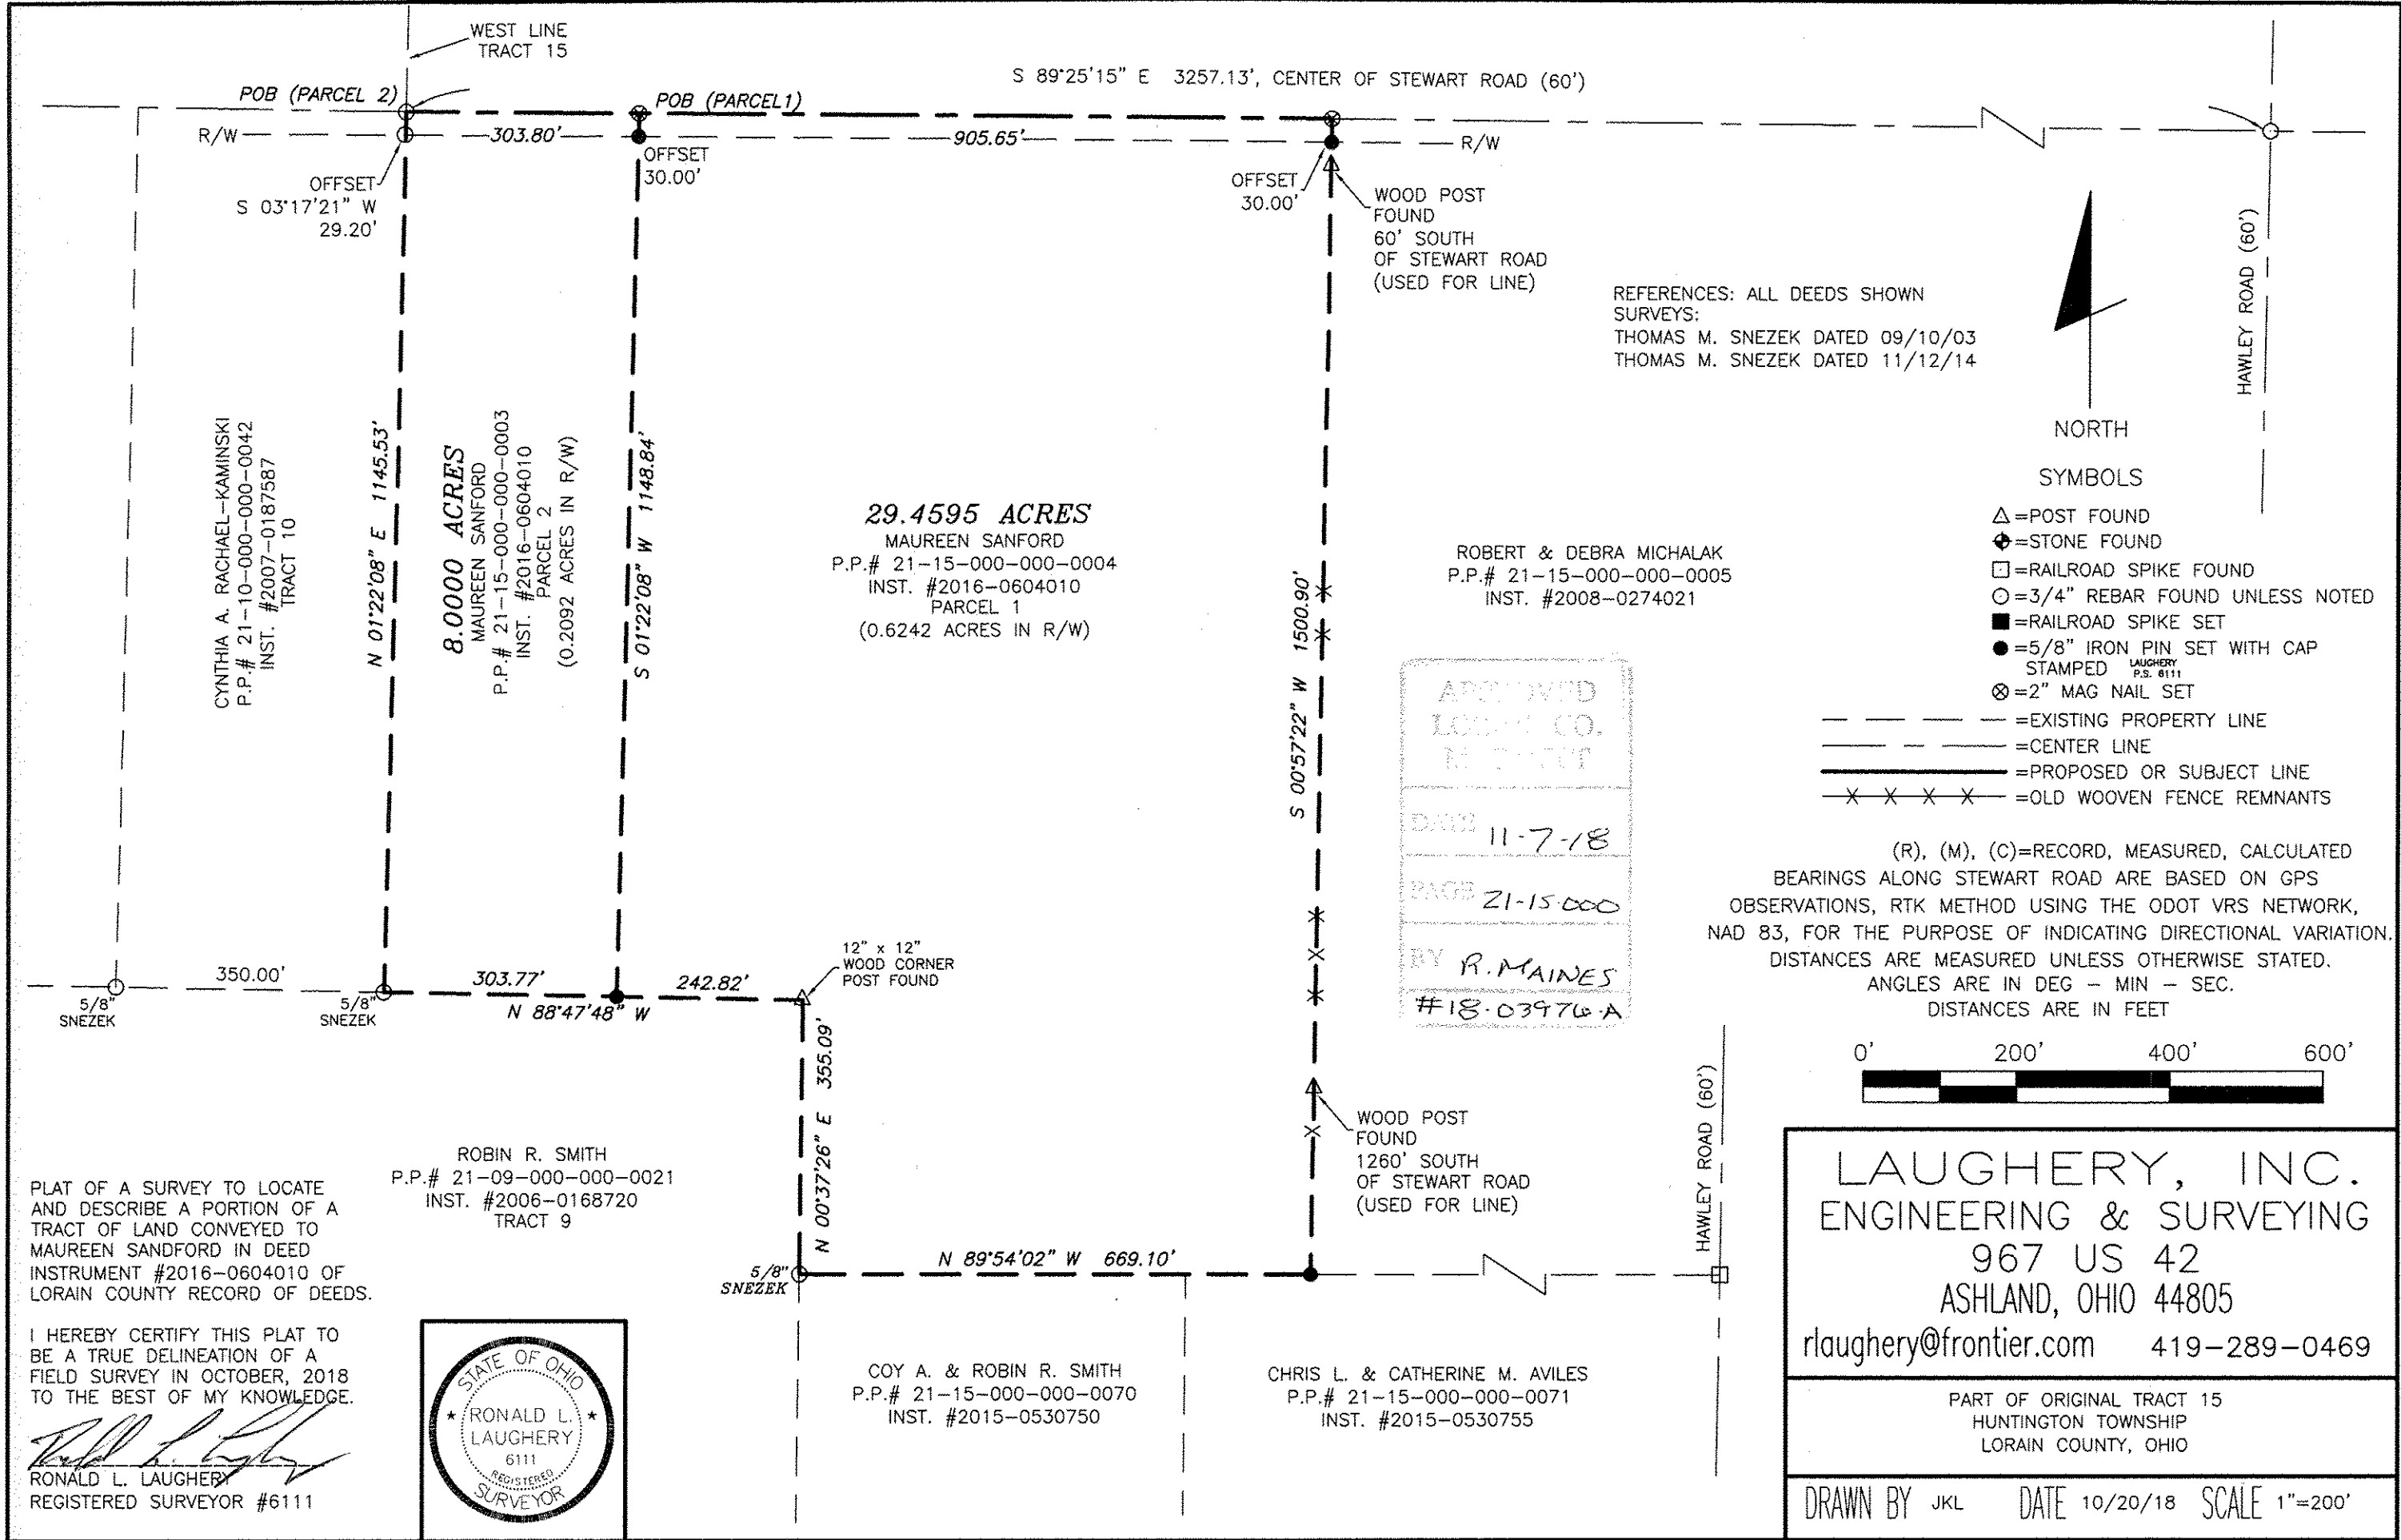 WEST LINE
TRACT 15
S 89°25'15" E 3257.13', CENTER OF STEWART ROAD (60')
POB (PARCEL 2)
POB (PARCEL1)
R/W
303.80'
905.65'
R/W
OFFSET
S 03°17'21" W
29.20'
OFFSET
30.00'
OFFSET
30.00'
WOOD POST
FOUND
60' SOUTH
OF STEWART ROAD
(USED FOR LINE)
HAWLEY ROAD (60')
REFERENCES: ALL DEEDS SHOWN
SURVEYS:
THOMAS M. SNEZEK DATED 09/10/03
THOMAS M. SNEZEK DATED 11/12/14
NORTH
CYNTHIA A. RACHAEL-KAMINSKI
P.P.# 21-10-000-000-0042
INST. #2007-0187587
TRACT 10
N 01°22'08" E 1145.53'
8.0000 ACRES
MAUREEN SANFORD
P.P.# 21-15-000-000-0003
INST. #2016-0604010
PARCEL 2
(0.2092 ACRES IN R/W)
S 01°22'08" W 1148.84'
29.4595 ACRES
MAUREEN SANFORD
P.P.# 21-15-000-000-0004
INST. #2016-0604010
PARCEL 1
(0.6242 ACRES IN R/W)
S 00°57'22" W 1500.90'
ROBERT & DEBRA MICHALAK
P.P.# 21-15-000-000-0005
INST. #2008-0274021
SYMBOLS
=POST FOUND
=STONE FOUND
=RAILROAD SPIKE FOUND
=3/4" REBAR FOUND UNLESS NOTED
=RAILROAD SPIKE SET
=5/8" IRON PIN SET WITH CAP
STAMPED LAUGHERY
P.S. 6111
=2" MAG NAIL SET
=EXISTING PROPERTY LINE
=CENTER LINE
=PROPOSED OR SUBJECT LINE
=OLD WOOVEN FENCE REMNANTS
APPROVED
CO.
DATE 11-7-18
PAGE 21-15-000
BY R. MAINES
#18-03976-A
(R), (M), (C)=RECORD, MEASURED, CALCULATED
BEARINGS ALONG STEWART ROAD ARE BASED ON GPS
OBSERVATIONS, RTK METHOD USING THE ODOT VRS NETWORK,
NAD 83, FOR THE PURPOSE OF INDICATING DIRECTIONAL VARIATION.
DISTANCES ARE MEASURED UNLESS OTHERWISE STATED.
ANGLES ARE IN DEG - MIN - SEC.
DISTANCES ARE IN FEET
0' 200' 400' 600'
350.00'
5/8"
SNEZEK
5/8"
SNEZEK
303.77'
N 88°47'48" W
242.82'
12" x 12"
WOOD CORNER
POST FOUND
N 00°37'26" E 355.09'
WOOD POST
FOUND
1260' SOUTH
OF STEWART ROAD
(USED FOR LINE)
HAWLEY ROAD (60')
ROBIN R. SMITH
P.P.# 21-09-000-000-0021
INST. #2006-0168720
TRACT 9
5/8"
SNEZEK
N 89°54'02" W 669.10'
COY A. & ROBIN R. SMITH
P.P.# 21-15-000-000-0070
INST. #2015-0530750
CHRIS L. & CATHERINE M. AVILES
P.P.# 21-15-000-000-0071
INST. #2015-0530755
PLAT OF A SURVEY TO LOCATE
AND DESCRIBE A PORTION OF A
TRACT OF LAND CONVEYED TO
MAUREEN SANDFORD IN DEED
INSTRUMENT #2016-0604010 OF
LORAIN COUNTY RECORD OF DEEDS.
I HEREBY CERTIFY THIS PLAT TO
BE A TRUE DELINEATION OF A
FIELD SURVEY IN OCTOBER, 2018
TO THE BEST OF MY KNOWLEDGE.
RONALD L. LAUGHERY
REGISTERED SURVEYOR #6111
STATE OF OHIO
RONALD L.
LAUGHERY
6111
REGISTERED
SURVEYOR
LAUGHERY, INC.
ENGINEERING & SURVEYING
967 US 42
ASHLAND, OHIO 44805
rlaughery@frontier.com 419-289-0469
PART OF ORIGINAL TRACT 15
HUNTINGTON TOWNSHIP
LORAIN COUNTY, OHIO
DRAWN BY JKL DATE 10/20/18 SCALE 1"=200'